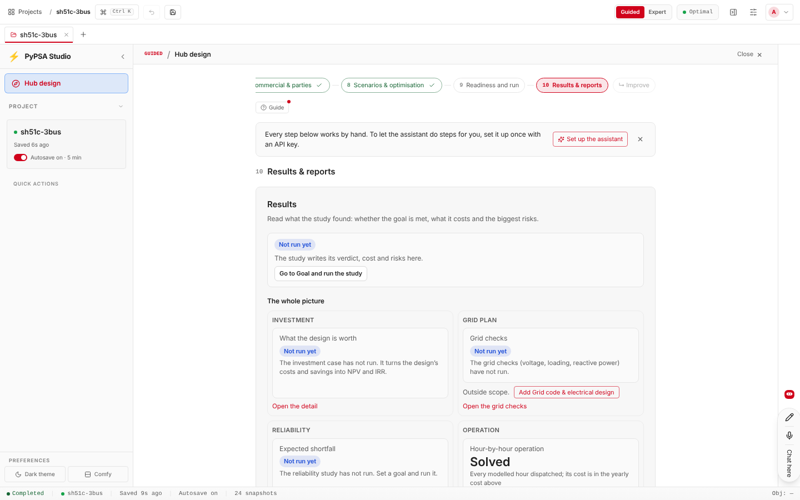 Projects / sh51c-3bus ⌘ Ctrl K Guided Expert Optimal A
sh51c-3bus × +
PyPSA Studio
GUIDED / Hub design Close ×
Hub design
PROJECT
sh51c-3bus
Saved 6s ago
Autosave on · 5 min
QUICK ACTIONS
ommercial & parties ✓ 8 Scenarios & optimisation ✓ 9 Readiness and run 10 Results & reports Improve
Guide
Every step below works by hand. To let the assistant do steps for you, set it up once with
an API key.
Set up the assistant
10 Results & reports
Results
Read what the study found: whether the goal is met, what it costs and the biggest risks.
Not run yet
The study writes its verdict, cost and risks here.
Go to Goal and run the study
The whole picture
INVESTMENT
What the design is worth
Not run yet
The investment case has not run. It turns the design's
costs and savings into NPV and IRR.
Open the detail
GRID PLAN
Grid checks
Not run yet
The grid checks (voltage, loading, reactive power)
have not run.
Outside scope. Add Grid code & electrical design
Open the grid checks
RELIABILITY
Expected shortfall
Not run yet
The reliability study has not run. Set a goal and run it.
OPERATION
Hour-by-hour operation
Solved
Every modelled hour dispatched; its cost is in the yearly
cost above
Chat here
PREFERENCES
Dark theme Comfy
Completed sh51c-3bus Saved 9s ago Autosave on 24 snapshots Obj: —